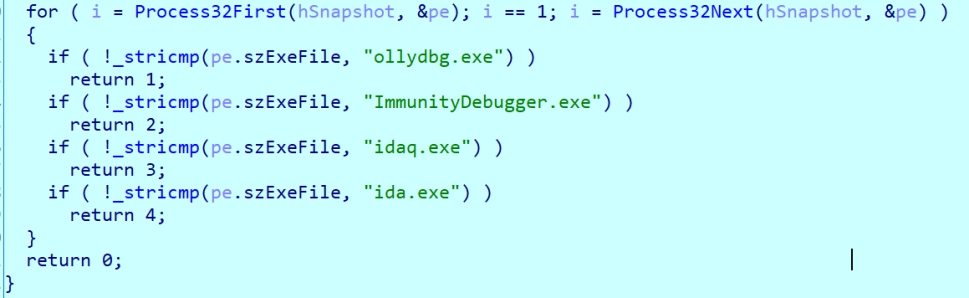 for ( i = Process32First(hSnapshot, &pe); i == 1; i = Process32Next(hSnapshot, &pe) )
{
if ( !_stricmp(pe.szExeFile, "ollydbg.exe") )
return 1;
if ( !_stricmp(pe.szExeFile, "ImmunityDebugger.exe") )
return 2;
if ( !_stricmp(pe.szExeFile, "idaq.exe") )
return 3;
if ( !_stricmp(pe.szExeFile, "ida.exe") )
return 4;
}
return 0;
}